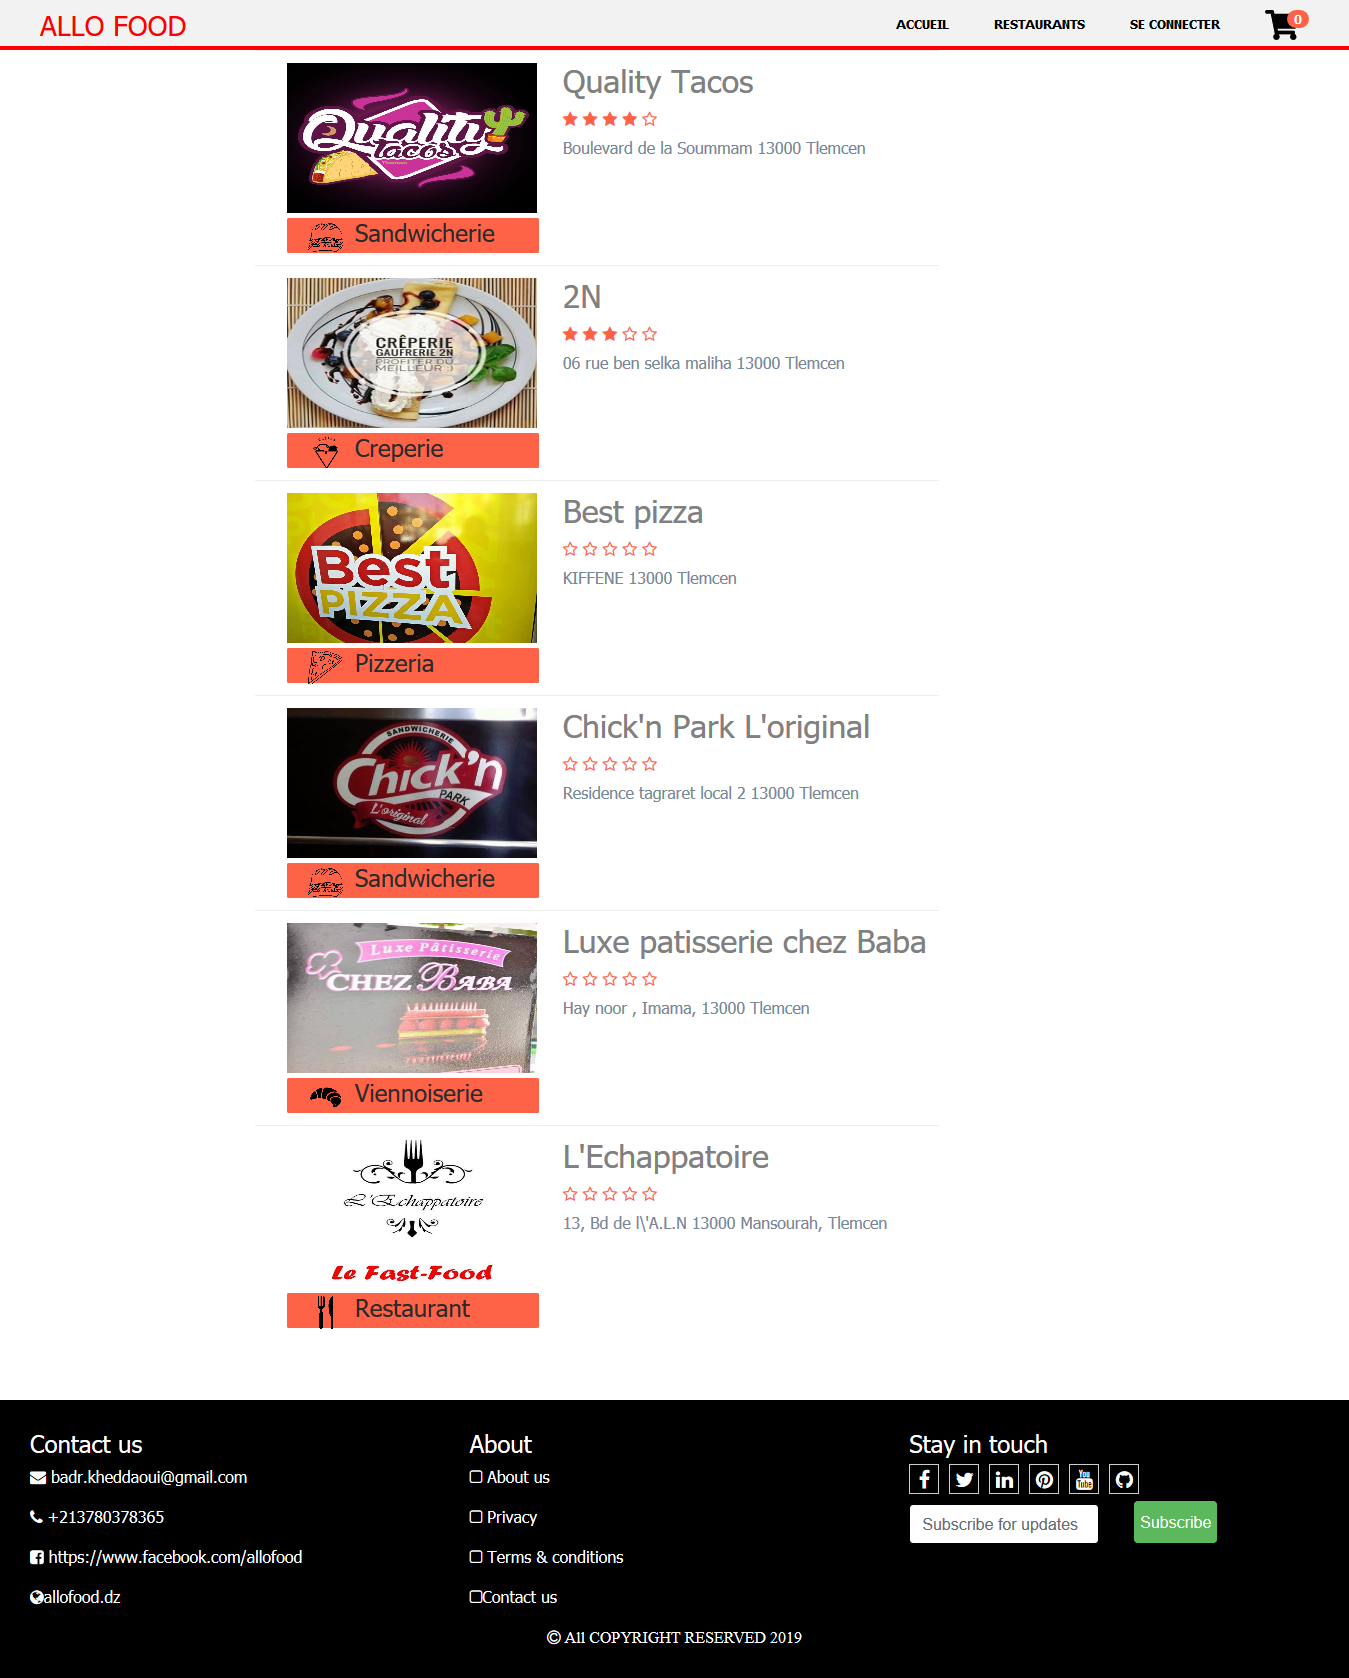 ALLO FOOD
ACCUEIL
RESTAURANTS
SE CONNECTER
0
Quality
Tacos
Quality Tacos
Boulevard de la Soummam 13000 Tlemcen
Sandwicherie
CRÊPERIE
GAUFRERIE 2N
PROFITER DU
MEILLEUR :)
2N
06 rue ben selka maliha 13000 Tlemcen
Creperie
Best
PIZZA
Best pizza
KIFFENE 13000 Tlemcen
Pizzeria
SANDWICHERIE
Chick'n
PARK
L'original
Chick'n Park L'original
Residence tagraret local 2 13000 Tlemcen
Sandwicherie
Luxe Pâtisserie
CHEZ BABA
Luxe patisserie chez Baba
Hay noor , Imama, 13000 Tlemcen
Viennoiserie
L'Echappatoire
Le Fast-Food
L'Echappatoire
13, Bd de l\'A.L.N 13000 Mansourah, Tlemcen
Restaurant
Contact us
badr.kheddaoui@gmail.com
+213780378365
https://www.facebook.com/allofood
allofood.dz
About
About us
Privacy
Terms & conditions
Contact us
Stay in touch
You
Tube
Subscribe for updates
Subscribe
© All COPYRIGHT RESERVED 2019